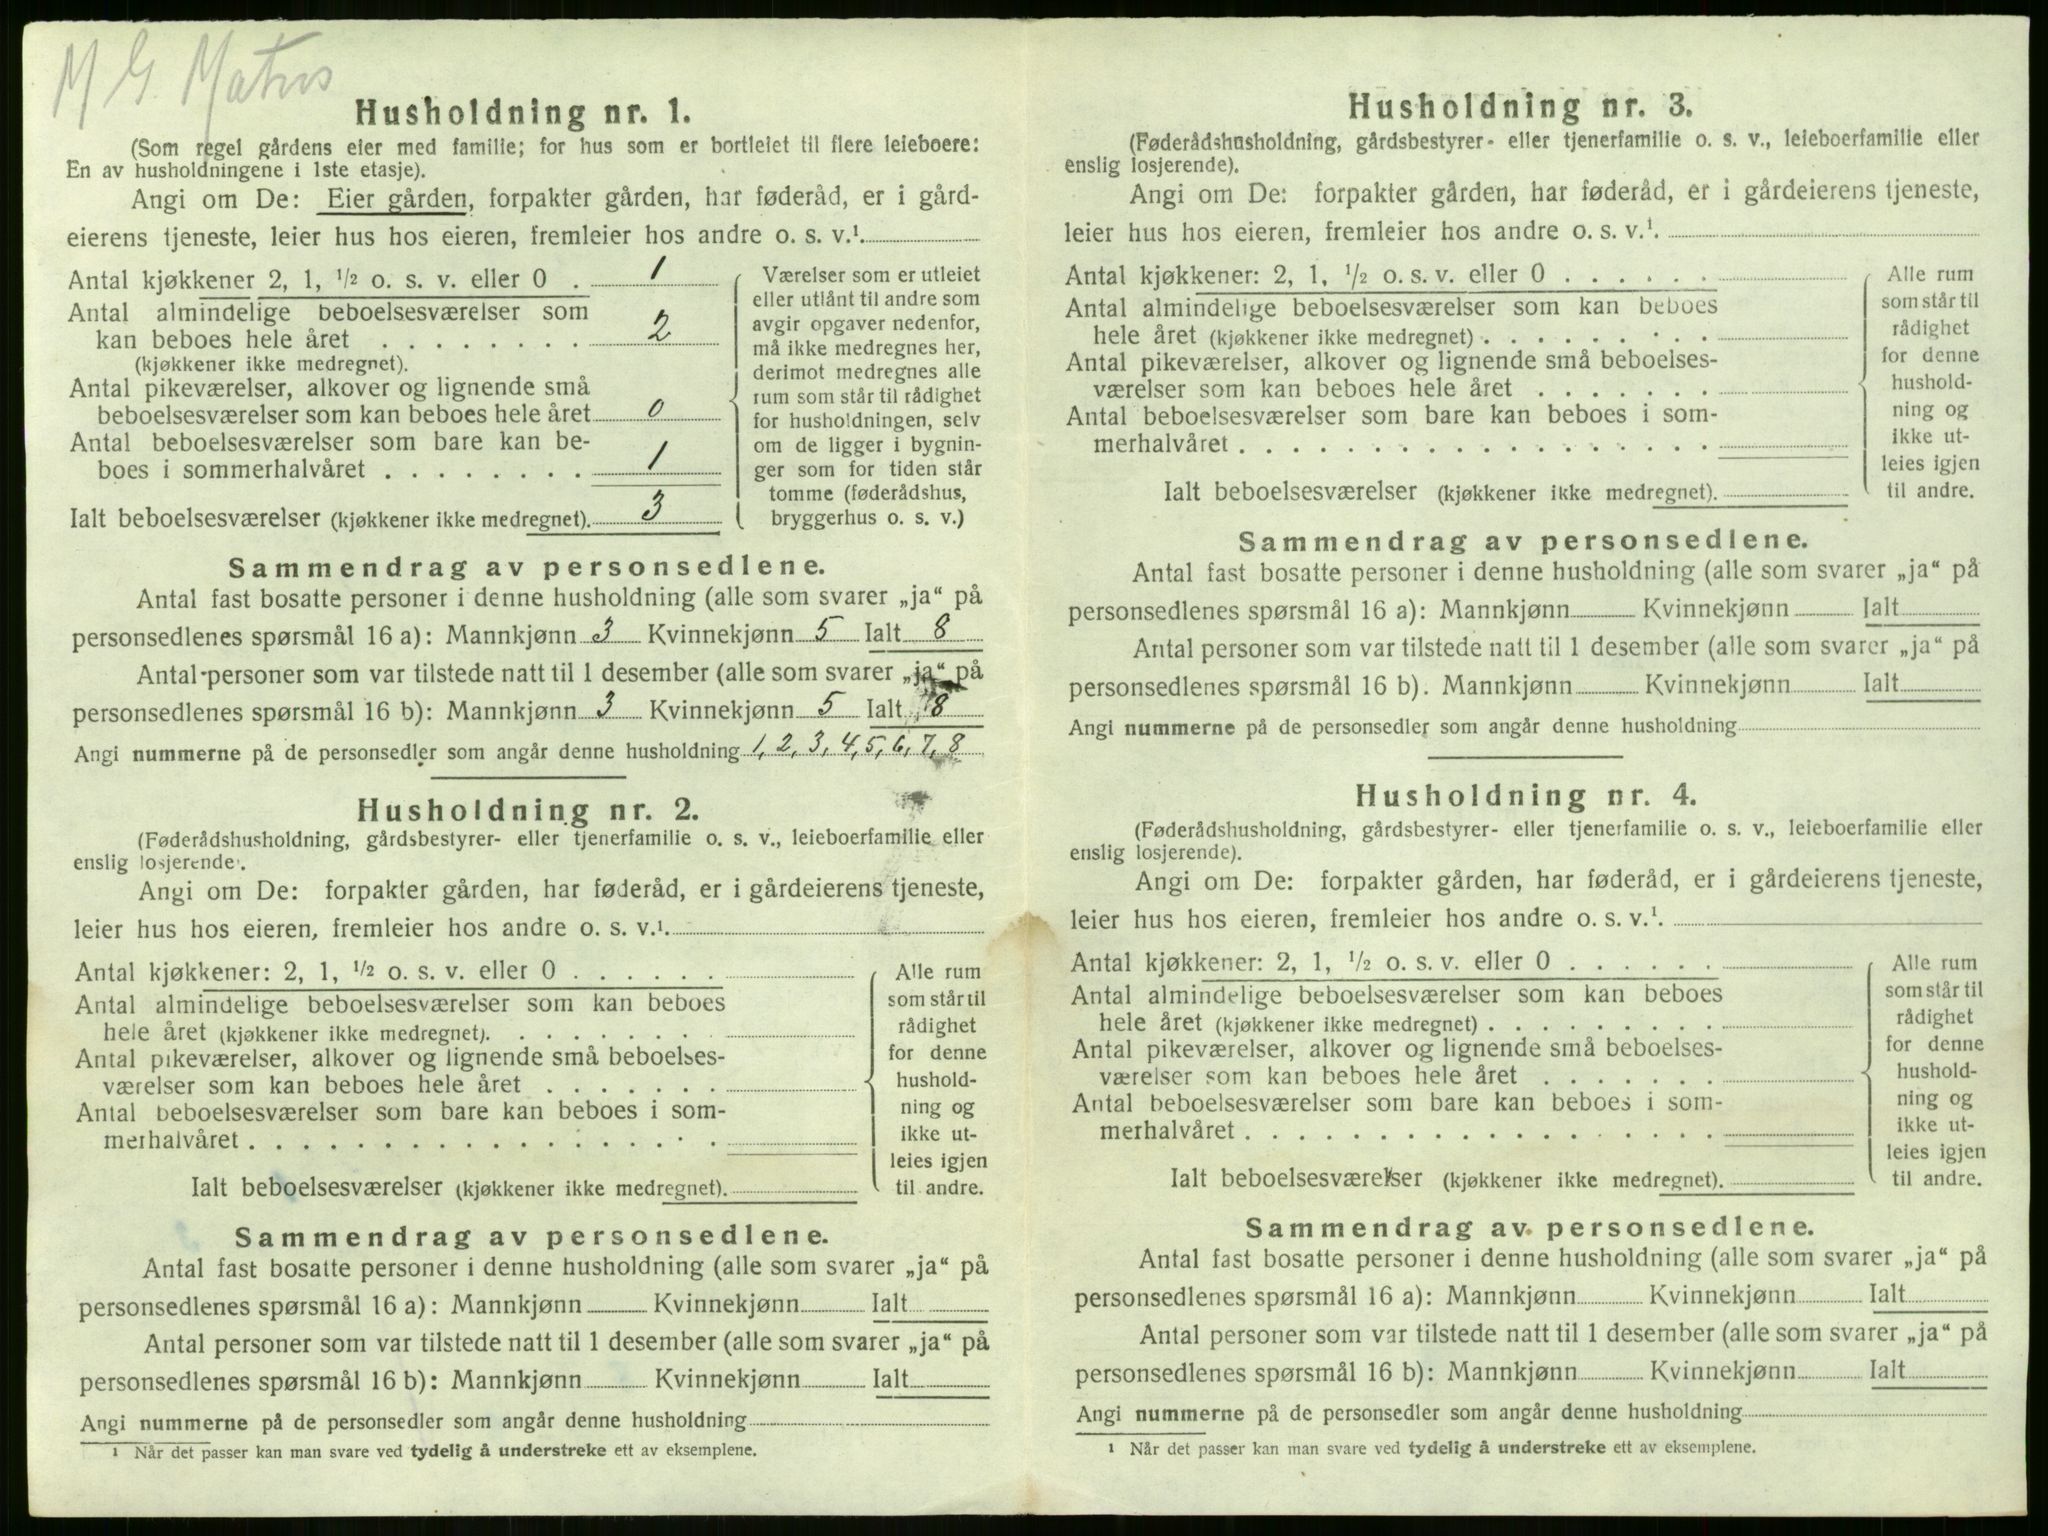 M G. Matns
Husholdning nr. 1.
(Som regel gårdens eier med familie; for hus som er bortleiet til flere leieboere:
En av husholdningene i 1ste etasje).
Angi om De: Eier gården, forpakter gården, har føderåd, er i gård-
eierens tjeneste, leier hus hos eieren, fremleier hos andre o. s. v.¹.
Antal kjøkkener 2, 1, ½ o. s. v. eller 0 . 1
Antal almindelige beboelsesværelser som
kan beboes hele året . . . . . . . . 2
(kjøkkener ikke medregnet).
Antal pikeværelser, alkover og lignende små
beboelsesværelser som kan beboes hele året 0
Antal beboelsesværelser som bare kan be-
boes i sommerhalvåret . . . . . . . . 1
Ialt beboelsesværelser (kjøkkener ikke medregnet). 3
Værelser som er utleiet
eller utlånt til andre som
avgir opgaver nedenfor,
må ikke medregnes her,
derimot medregnes alle
rum som står til rådighet
for husholdningen, selv
om de ligger i bygnin-
ger som for tiden står
tomme (føderådshus,
bryggerhus o. s. v.)
Sammendrag av personsedlene.
Antal fast bosatte personer i denne husholdning (alle som svarer „ja“ på
personsedlenes spørsmål 16 a): Mannkjønn 3 Kvinnekjønn 5 Ialt 8
Antal personer som var tilstede natt til 1 desember (alle som svarer „ja“ på
personsedlenes spørsmål 16 b): Mannkjønn 3 Kvinnekjønn 5 Ialt 8
Angi nummerne på de personsedler som angår denne husholdning 1, 2, 3, 4, 5, 6, 7, 8
Husholdning nr. 2.
(Føderådshusholdning, gårdsbestyrer- eller tjenerfamilie o. s. v., leieboerfamilie eller
enslig losjerende).
Angi om De: forpakter gården, har føderåd, er i gårdeierens tjeneste,
leier hus hos eieren, fremleier hos andre o. s. v.¹.
Antal kjøkkener: 2, 1, ½ o. s. v. eller 0 . . . . . .
Antal almindelige beboelsesværelser som kan beboes
hele året (kjøkkener ikke medregnet). . . . . . . . .
Antal pikeværelser, alkover og lignende små beboelses-
værelser som kan beboes hele året . . . . . . .
Antal beboelsesværelser som bare kan beboes i som-
merhalvåret . . . . . . . . . . . . . . . . . .
Ialt beboelsesværelser (kjøkkener ikke medregnet).
Alle rum
som står til
rådighet
for denne
hushold-
ning og
ikke ut-
leies igjen
til andre.
Sammendrag av personsedlene.
Antal fast bosatte personer i denne husholdning (alle som svarer „ja“ på
personsedlenes spørsmål 16 a): Mannkjønn Kvinnekjønn Ialt
Antal personer som var tilstede natt til 1 desember (alle som svarer „ja“ på
personsedlenes spørsmål 16 b): Mannkjønn Kvinnekjønn Ialt
Angi nummerne på de personsedler som angår denne husholdning
¹ Når det passer kan man svare ved tydelig å understreke ett av eksemplene.
Husholdning nr. 3.
(Føderådshusholdning, gårdsbestyrer- eller tjenerfamilie o. s. v., leieboerfamilie eller
enslig losjerende).
Angi om De: forpakter gården, har føderåd, er i gårdeierens tjeneste,
leier hus hos eieren, fremleier hos andre o. s. v.¹.
Antal kjøkkener: 2, 1, ½ o. s. v. eller 0 . . . . . .
Antal almindelige beboelsesværelser som kan beboes
hele året (kjøkkener ikke medregnet) . . . . . . . . .
Antal pikeværelser, alkover og lignende små beboelses-
værelser som kan beboes hele året . . . . . . .
Antal beboelsesværelser som bare kan beboes i som-
merhalvåret . . . . . . . . . . . . . . . . . .
Ialt beboelsesværelser (kjøkkener ikke medregnet).
Alle rum
som står til
rådighet
for denne
hushold-
ning og
ikke ut-
leies igjen
til andre.
Sammendrag av personsedlene.
Antal fast bosatte personer i denne husholdning (alle som svarer „ja“ på
personsedlenes spørsmål 16 a): Mannkjønn Kvinnekjønn Ialt
Antal personer som var tilstede natt til 1 desember (alle som svarer „ja“ på
personsedlenes spørsmål 16 b). Mannkjønn Kvinnekjønn Ialt
Angi nummerne på de personsedler som angår denne husholdning
Husholdning nr. 4.
(Føderådshusholdning, gårdsbestyrer- eller tjenerfamilie o. s. v., leieboerfamilie eller
enslig losjerende).
Angi om De: forpakter gården, har føderåd, er i gårdeierens tjeneste,
leier hus hos eieren, fremleier hos andre o. s. v.¹.
Antal kjøkkener: 2, 1, ½ o. s. v. eller 0 . . . . . .
Antal almindelige beboelsesværelser som kan beboes
hele året (kjøkkener ikke medregnet) . . . . . . . . .
Antal pikeværelser, alkover og lignende små beboelses-
værelser som kan beboes hele året . . . . . . .
Antal beboelsesværelser som bare kan beboes i som-
merhalvåret . . . . . . . . . . . . . . . . . .
Ialt beboelsesværelser (kjøkkener ikke medregnet).
Alle rum
som står til
rådighet
for denne
hushold-
ning og
ikke ut-
leies igjen
til andre.
Sammendrag av personsedlene.
Antal fast bosatte personer i denne husholdning (alle som svarer „ja“ på
personsedlenes spørsmål 16 a): Mannkjønn Kvinnekjønn Ialt
Antal personer som var tilstede natt til 1 desember (alle som svarer „ja“ på
personsedlenes spørsmål 16 b): Mannkjønn Kvinnekjønn Ialt
Angi nummerne på de personsedler som angår denne husholdning
¹ Når det passer kan man svare ved tydelig å understreke ett av eksemplene.